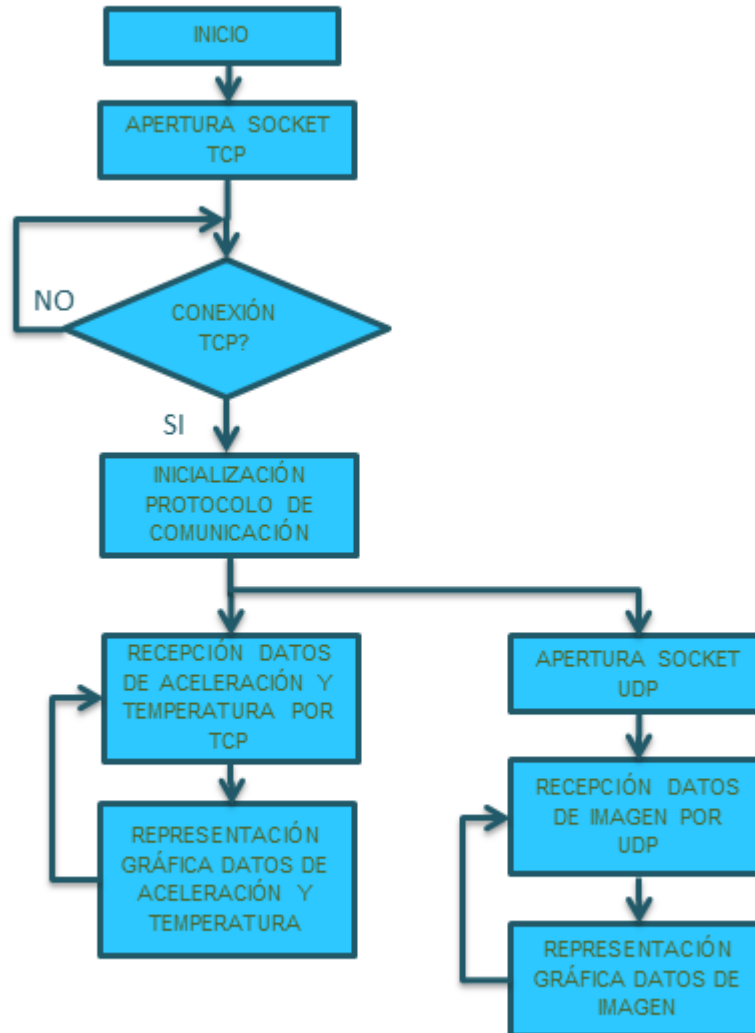 INICIO
APERTURA SOCKET
TCP
NO
CONEXIÓN
TCP?
SI
INICIALIZACIÓN
PROTOCOLO DE
COMUNICACIÓN
RECEPCIÓN DATOS
DE ACELERACIÓN Y
TEMPERATURA POR
TCP
REPRESENTACIÓN
GRÁFICA DATOS DE
ACELERACIÓN Y
TEMPERATURA
APERTURA SOCKET
UDP
RECEPCIÓN DATOS
DE IMAGEN POR
UDP
REPRESENTACIÓN
GRÁFICA DATOS DE
IMAGEN